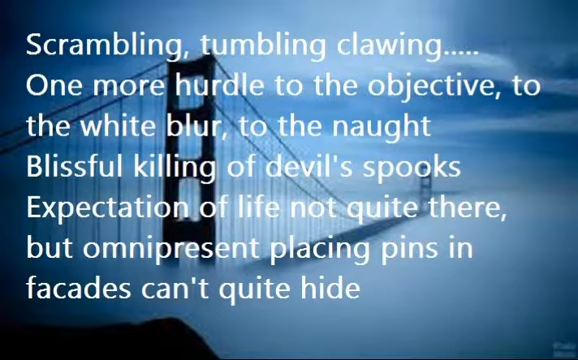 Scrambling, tumbling clawing.....
One more hurdle to the objective, to
the white blur, to the naught
Blissful killing of devil's spooks
Expectation of life not quite there,
but omnipresent placing pins in
facades can't quite hide